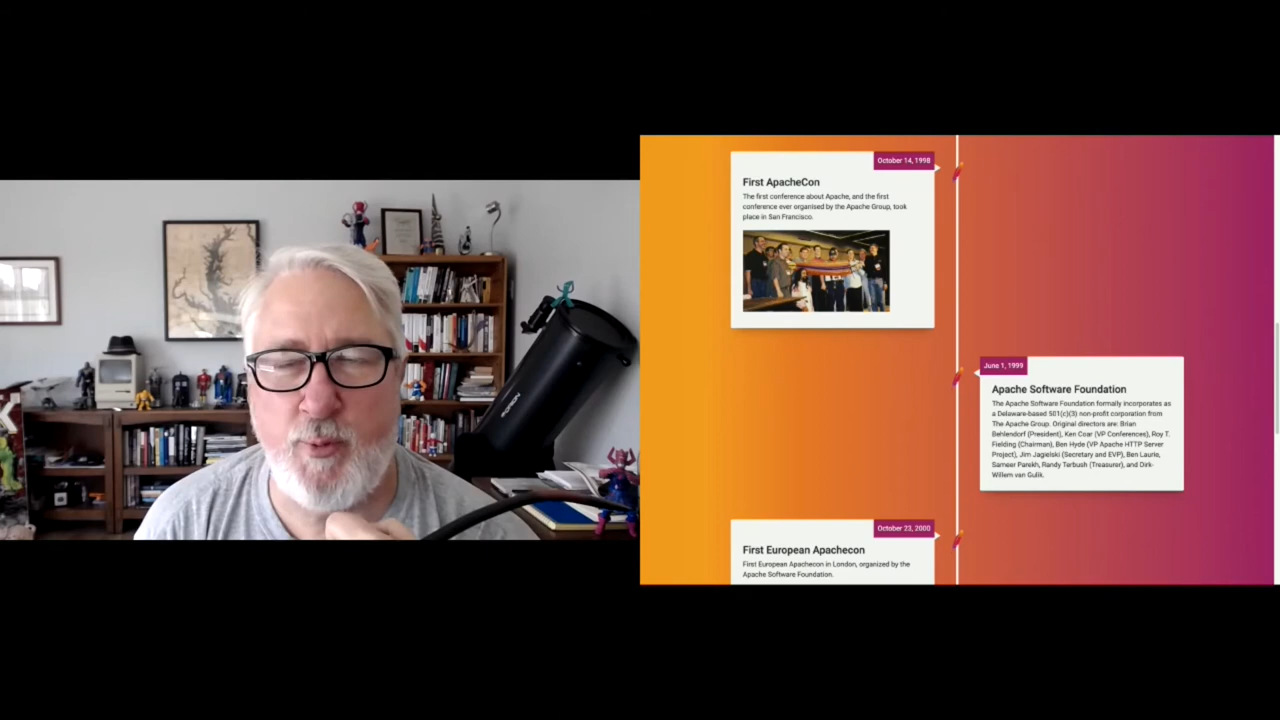 ORION
October 14, 1998
First ApacheCon
The first conference about Apache, and the first
conference ever organised by the Apache Group, took
place in San Francisco.
June 1, 1999
Apache Software Foundation
The Apache Software Foundation formally incorporates as
a Delaware-based 501(c)(3) non-profit corporation from
The Apache Group. Original directors are: Brian
Behlendorf (President), Ken Coar (VP Conferences), Roy T.
Fielding (Chairman), Ben Hyde (VP Apache HTTP Server
Project), Jim Jagielski (Secretary and EVP), Ben Laurie,
Sameer Parekh, Randy Terbush (Treasurer), and Dirk-
Willem van Gulik.
October 23, 2000
First European Apachecon
First European Apachecon in London, organized by the
Apache Software Foundation.